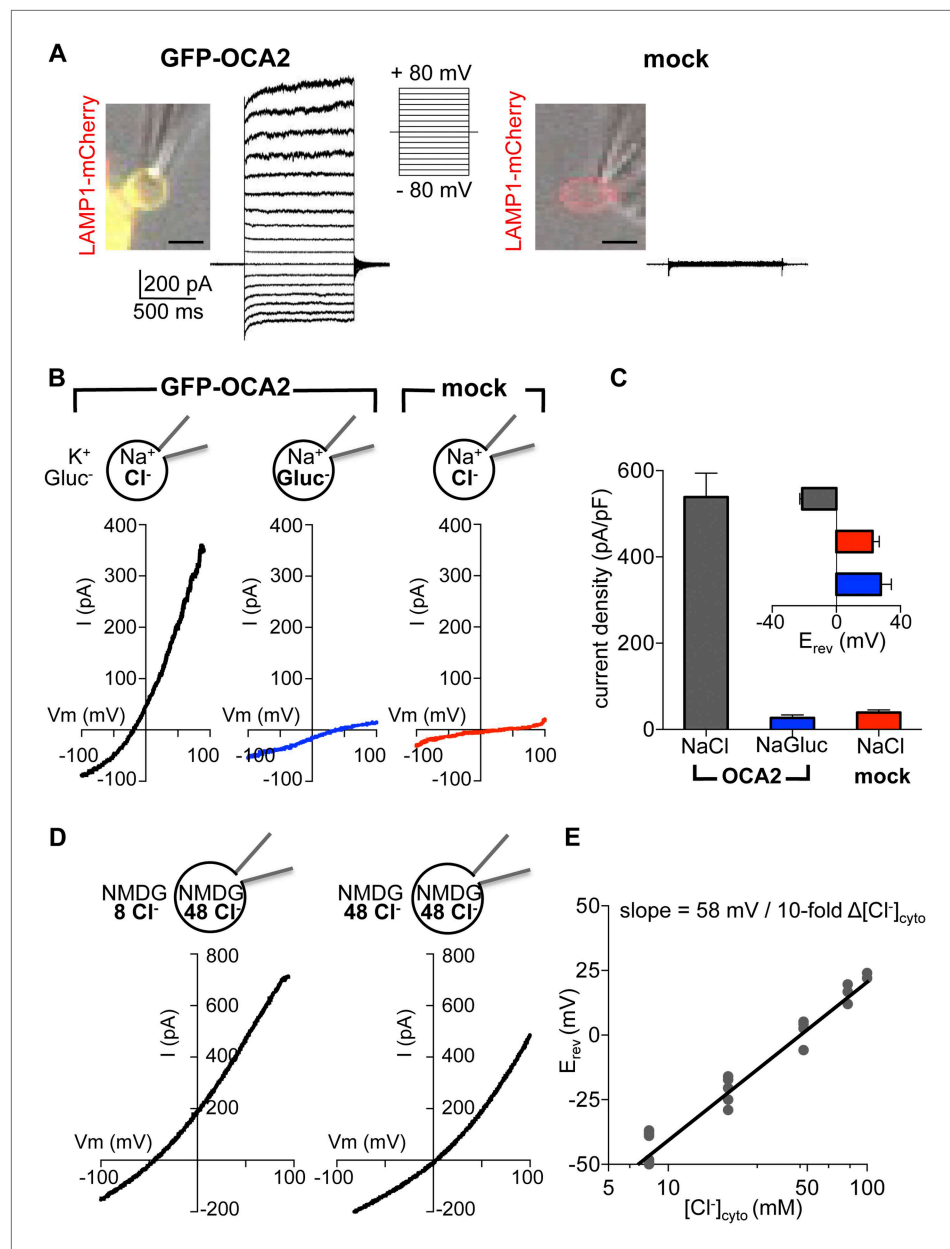 A
GFP-OCA2
mock
LAMP1-mCherry
+ 80 mV
- 80 mV
LAMP1-mCherry
200 pA
500 ms
B
GFP-OCA2
mock
K⁺
Gluc⁻
Na⁺
Cl⁻
Na⁺
Gluc⁻
Na⁺
Cl⁻
400
300
200
100
I (pA)
Vm (mV)
-100
100
-100
400
300
200
100
I (pA)
Vm (mV)
-100
100
-100
400
300
200
100
I (pA)
Vm (mV)
-100
100
-100
C
600
400
200
0
current density (pA/pF)
-40
0
40
E_rev (mV)
NaCl
NaGluc
NaCl
OCA2
mock
D
NMDG
8 Cl⁻
NMDG
48 Cl⁻
NMDG
48 Cl⁻
NMDG
48 Cl⁻
800
600
400
200
I (pA)
Vm (mV)
-100
100
-200
800
600
400
200
I (pA)
Vm (mV)
-100
100
-200
E
slope = 58 mV / 10-fold Δ[Cl⁻]cyto
50
25
0
-25
-50
E_rev (mV)
5
10
50
100
[Cl⁻]cyto (mM)